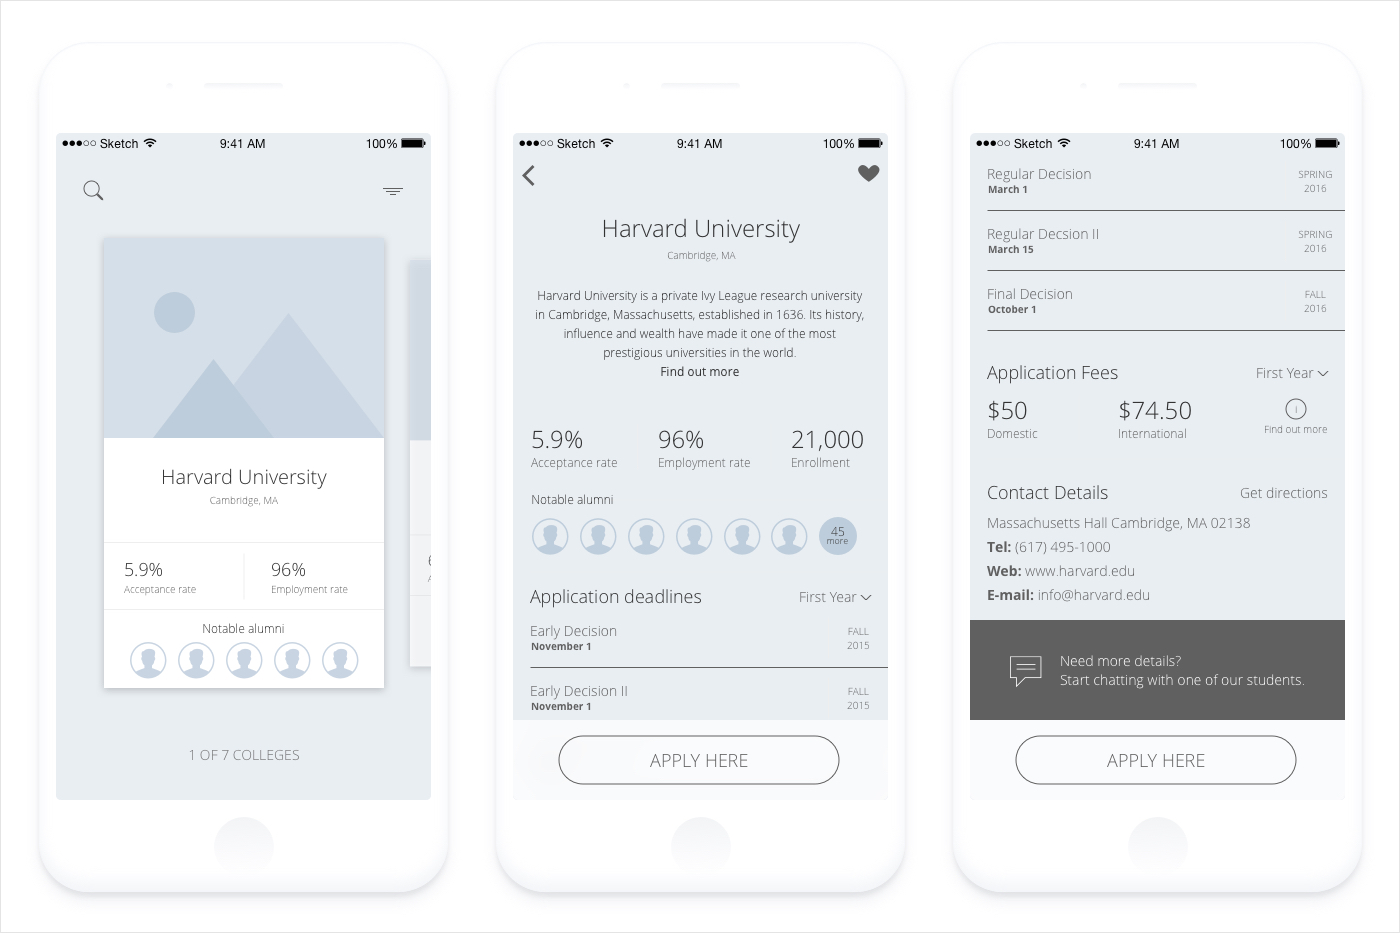 Sketch 9:41 AM 100%
Harvard University
Cambridge, MA
5.9% 96%
Acceptance rate Employment rate
Notable alumni
1 OF 7 COLLEGES
Sketch 9:41 AM 100%
Harvard University
Cambridge, MA
Harvard University is a private Ivy League research university
in Cambridge, Massachusetts, established in 1636. Its history,
influence and wealth have made it one of the most
prestigious universities in the world.
Find out more
5.9% 96% 21,000
Acceptance rate Employment rate Enrollment
Notable alumni
45
more
Application deadlines First Year
Early Decision FALL
November 1 2015
Early Decision II FALL
November 1 2015
APPLY HERE
Sketch 9:41 AM 100%
Regular Decision SPRING
March 1 2016
Regular Decsion II SPRING
March 15 2016
Final Decision FALL
October 1 2016
Application Fees First Year
$50 $74.50 i
Domestic International Find out more
Contact Details Get directions
Massachusetts Hall Cambridge, MA 02138
Tel: (617) 495-1000
Web: www.harvard.edu
E-mail: info@harvard.edu
Need more details?
Start chatting with one of our students.
APPLY HERE